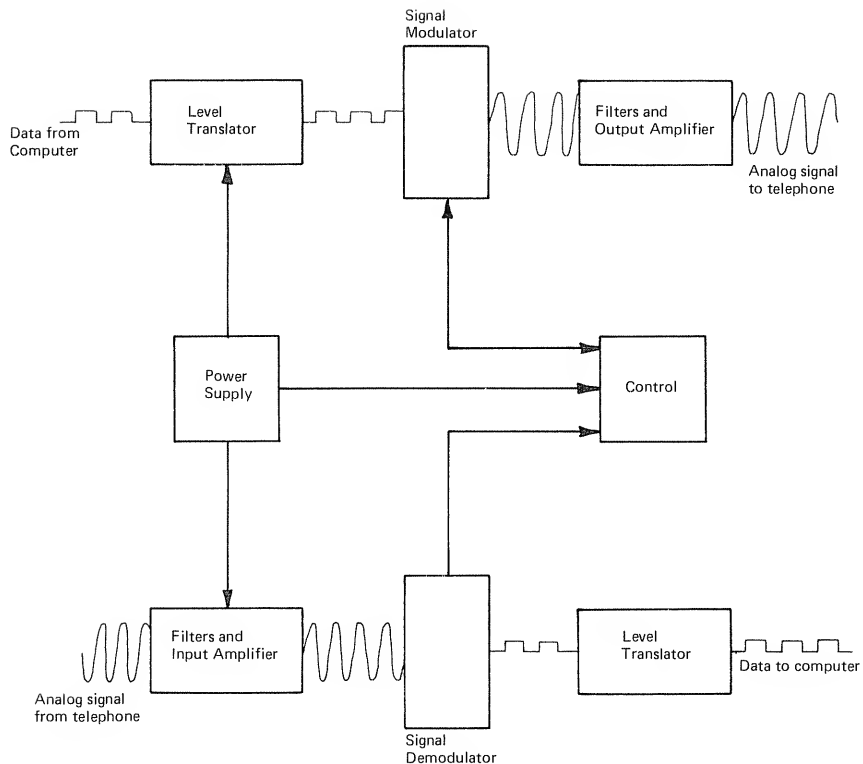 Signal
Modulator
Level
Translator
Filters and
Output Amplifier
Data from
Computer
Analog signal
to telephone
Power
Supply
Control
Filters and
Input Amplifier
Level
Translator
Data to computer
Analog signal
from telephone
Signal
Demodulator